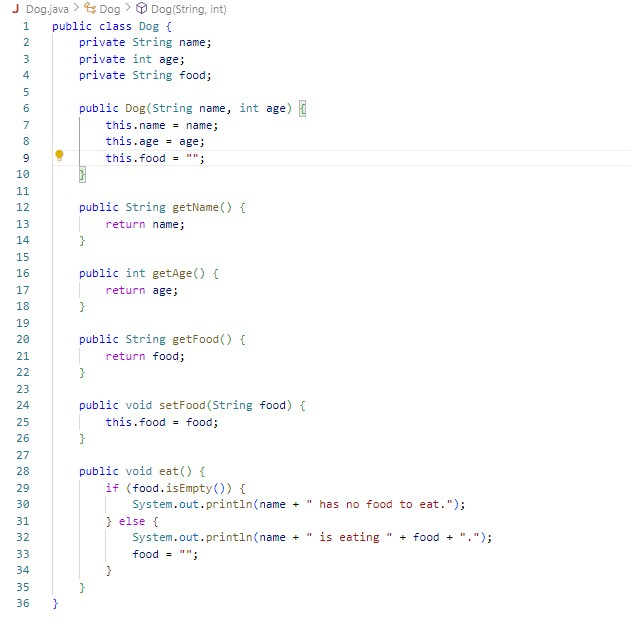 J Dog.java > Dog > Dog(String, int)
1 public class Dog {
2     private String name;
3     private int age;
4     private String food;
5
6     public Dog(String name, int age) {
7         this.name = name;
8         this.age = age;
9         this.food = "";
10     }
11
12     public String getName() {
13         return name;
14     }
15
16     public int getAge() {
17         return age;
18     }
19
20     public String getFood() {
21         return food;
22     }
23
24     public void setFood(String food) {
25         this.food = food;
26     }
27
28     public void eat() {
29         if (food.isEmpty()) {
30             System.out.println(name + " has no food to eat.");
31         } else {
32             System.out.println(name + " is eating " + food + ".");
33             food = "";
34         }
35     }
36 }